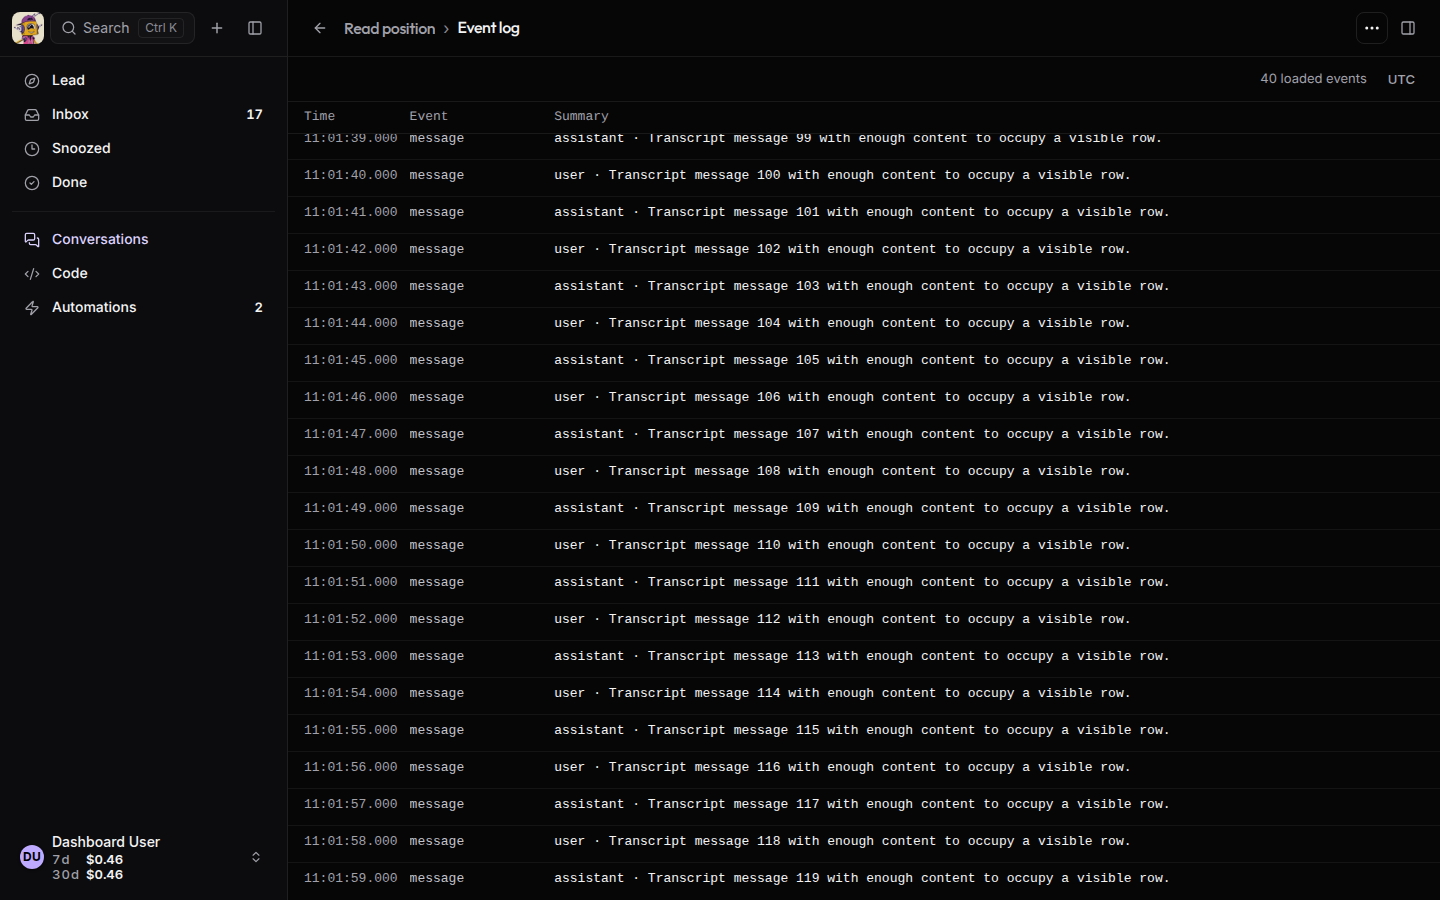 Search Ctrl K
Read position › Event log
Lead
Inbox 17
Snoozed
Done
Conversations
Code
Automations 2
40 loaded events UTC
Time Event Summary
11:01:39.000 message assistant · Transcript message 99 with enough content to occupy a visible row.
11:01:40.000 message user · Transcript message 100 with enough content to occupy a visible row.
11:01:41.000 message assistant · Transcript message 101 with enough content to occupy a visible row.
11:01:42.000 message user · Transcript message 102 with enough content to occupy a visible row.
11:01:43.000 message assistant · Transcript message 103 with enough content to occupy a visible row.
11:01:44.000 message user · Transcript message 104 with enough content to occupy a visible row.
11:01:45.000 message assistant · Transcript message 105 with enough content to occupy a visible row.
11:01:46.000 message user · Transcript message 106 with enough content to occupy a visible row.
11:01:47.000 message assistant · Transcript message 107 with enough content to occupy a visible row.
11:01:48.000 message user · Transcript message 108 with enough content to occupy a visible row.
11:01:49.000 message assistant · Transcript message 109 with enough content to occupy a visible row.
11:01:50.000 message user · Transcript message 110 with enough content to occupy a visible row.
11:01:51.000 message assistant · Transcript message 111 with enough content to occupy a visible row.
11:01:52.000 message user · Transcript message 112 with enough content to occupy a visible row.
11:01:53.000 message assistant · Transcript message 113 with enough content to occupy a visible row.
11:01:54.000 message user · Transcript message 114 with enough content to occupy a visible row.
11:01:55.000 message assistant · Transcript message 115 with enough content to occupy a visible row.
11:01:56.000 message user · Transcript message 116 with enough content to occupy a visible row.
11:01:57.000 message assistant · Transcript message 117 with enough content to occupy a visible row.
11:01:58.000 message user · Transcript message 118 with enough content to occupy a visible row.
11:01:59.000 message assistant · Transcript message 119 with enough content to occupy a visible row.
DU
Dashboard User
7d $0.46
30d $0.46